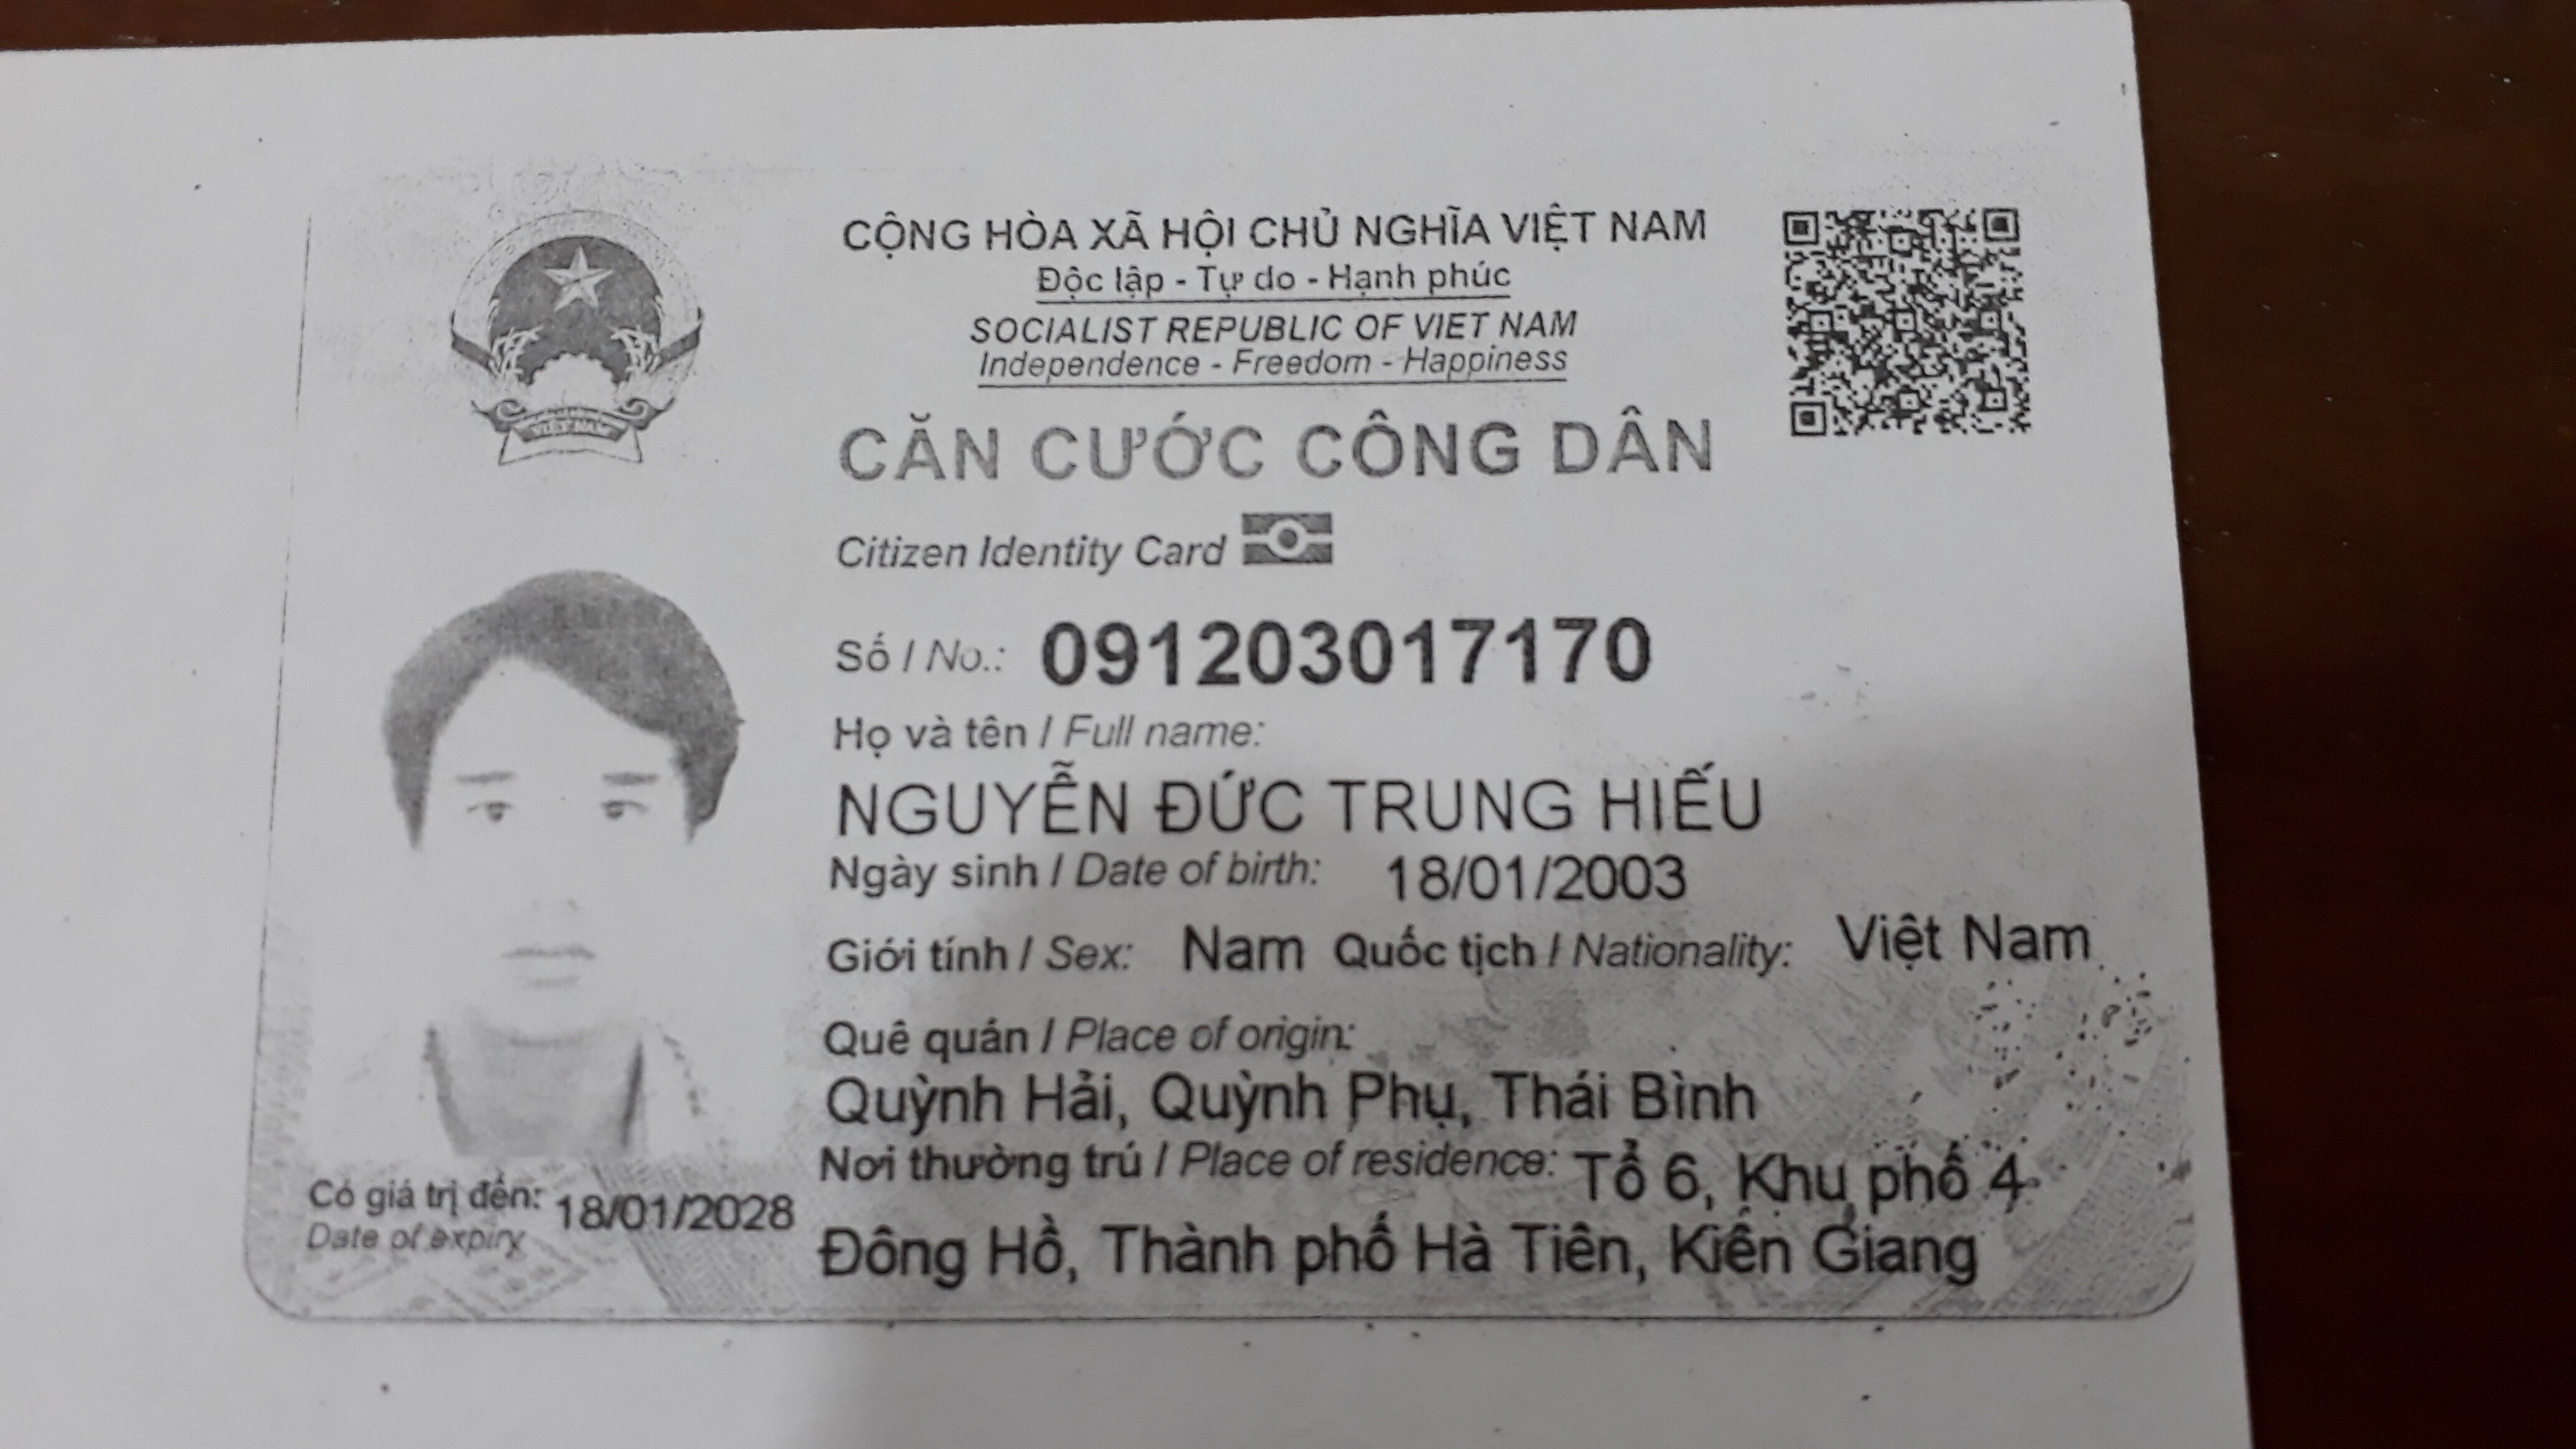 CỘNG HÒA XÃ HỘI CHỦ NGHĨA VIỆT NAM
Độc lập - Tự do - Hạnh phúc
SOCIALIST REPUBLIC OF VIET NAM
Independence - Freedom - Happiness
CĂN CƯỚC CÔNG DÂN
Citizen Identity Card
Số / No.: 091203017170
Họ và tên / Full name:
NGUYỄN ĐỨC TRUNG HIẾU
Ngày sinh / Date of birth: 18/01/2003
Giới tính / Sex: Nam Quốc tịch / Nationality: Việt Nam
Quê quán / Place of origin:
Quỳnh Hải, Quỳnh Phụ, Thái Bình
Nơi thường trú / Place of residence: Tổ 6, Khu phố 4
Đông Hồ, Thành phố Hà Tiên, Kiên Giang
Có giá trị đến: 18/01/2028
Date of expiry
VIỆT NAM